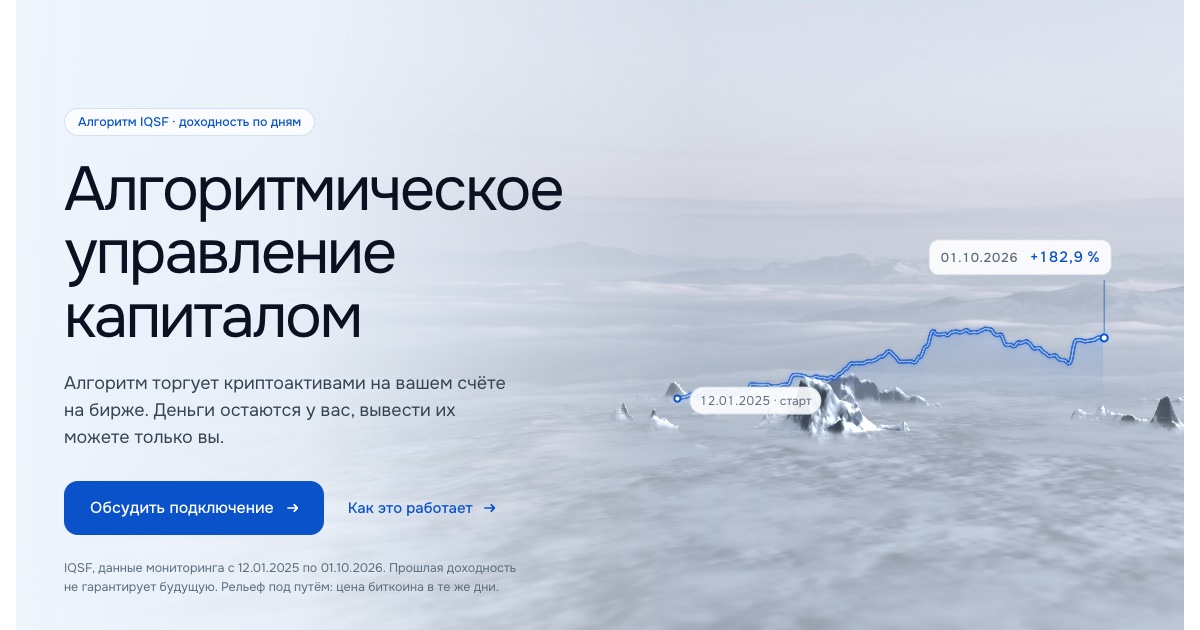 Алгоритм IQSF · доходность по дням
Алгоритмическое
управление
капиталом
Алгоритм торгует криптоактивами на вашем счёте
на бирже. Деньги остаются у вас, вывести их
можете только вы.
Обсудить подключение →
Как это работает →
IQSF, данные мониторинга с 12.01.2025 по 01.10.2026. Прошлая доходность
не гарантирует будущую. Рельеф под путём: цена биткоина в те же дни.
01.10.2026 +182,9 %
12.01.2025 · старт